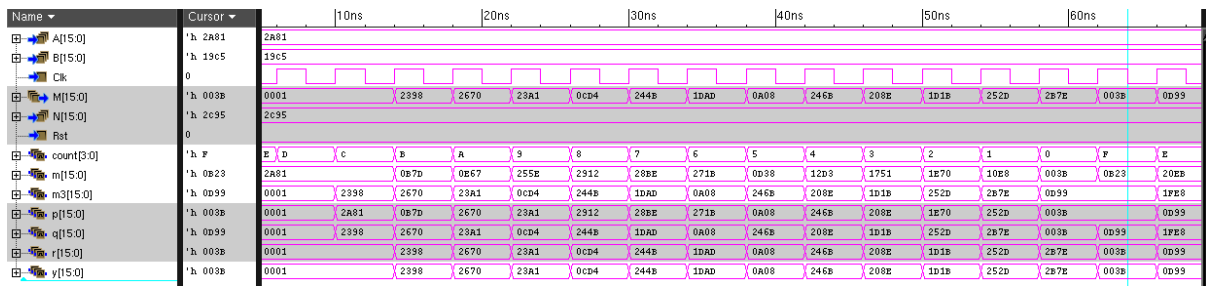 Name Cursor 10ns 20ns 30ns 40ns 50ns 60ns
A[15:0] 'h 2A81 2A81
B[15:0] 'h 19C5 19C5
Clk 0
M[15:0] 'h 003B 0001 2398 2670 23A1 0CD4 244B 1DAD 0A08 246B 208E 1D1B 252D 2B7E 003B 0D99
N[15:0] 'h 2C95 2C95
Rst 0
count[3:0] 'h F E D C B A 9 8 7 6 5 4 3 2 1 0 F E
m[15:0] 'h 0B23 2A81 0B7D 0E67 255E 2912 28BE 271B 0D38 12D3 1751 1E70 10E8 003B 0B23 20EB
m3[15:0] 'h 0D99 0001 2398 2670 23A1 0CD4 244B 1DAD 0A08 246B 208E 1D1B 252D 2B7E 0D99 1FE8
p[15:0] 'h 003B 0001 2A81 0B7D 2670 23A1 2912 28BE 271B 0A08 246B 208E 1E70 252D 003B 0D99
q[15:0] 'h 0D99 0001 2398 2670 23A1 0CD4 244B 1DAD 0A08 246B 208E 1D1B 252D 2B7E 003B 0D99 1FE8
r[15:0] 'h 003B 0001 2398 2670 23A1 0CD4 244B 1DAD 0A08 246B 208E 1D1B 252D 2B7E 003B 0D99
y[15:0] 'h 003B 0001 2398 2670 23A1 0CD4 244B 1DAD 0A08 246B 208E 1D1B 252D 2B7E 003B 0D99